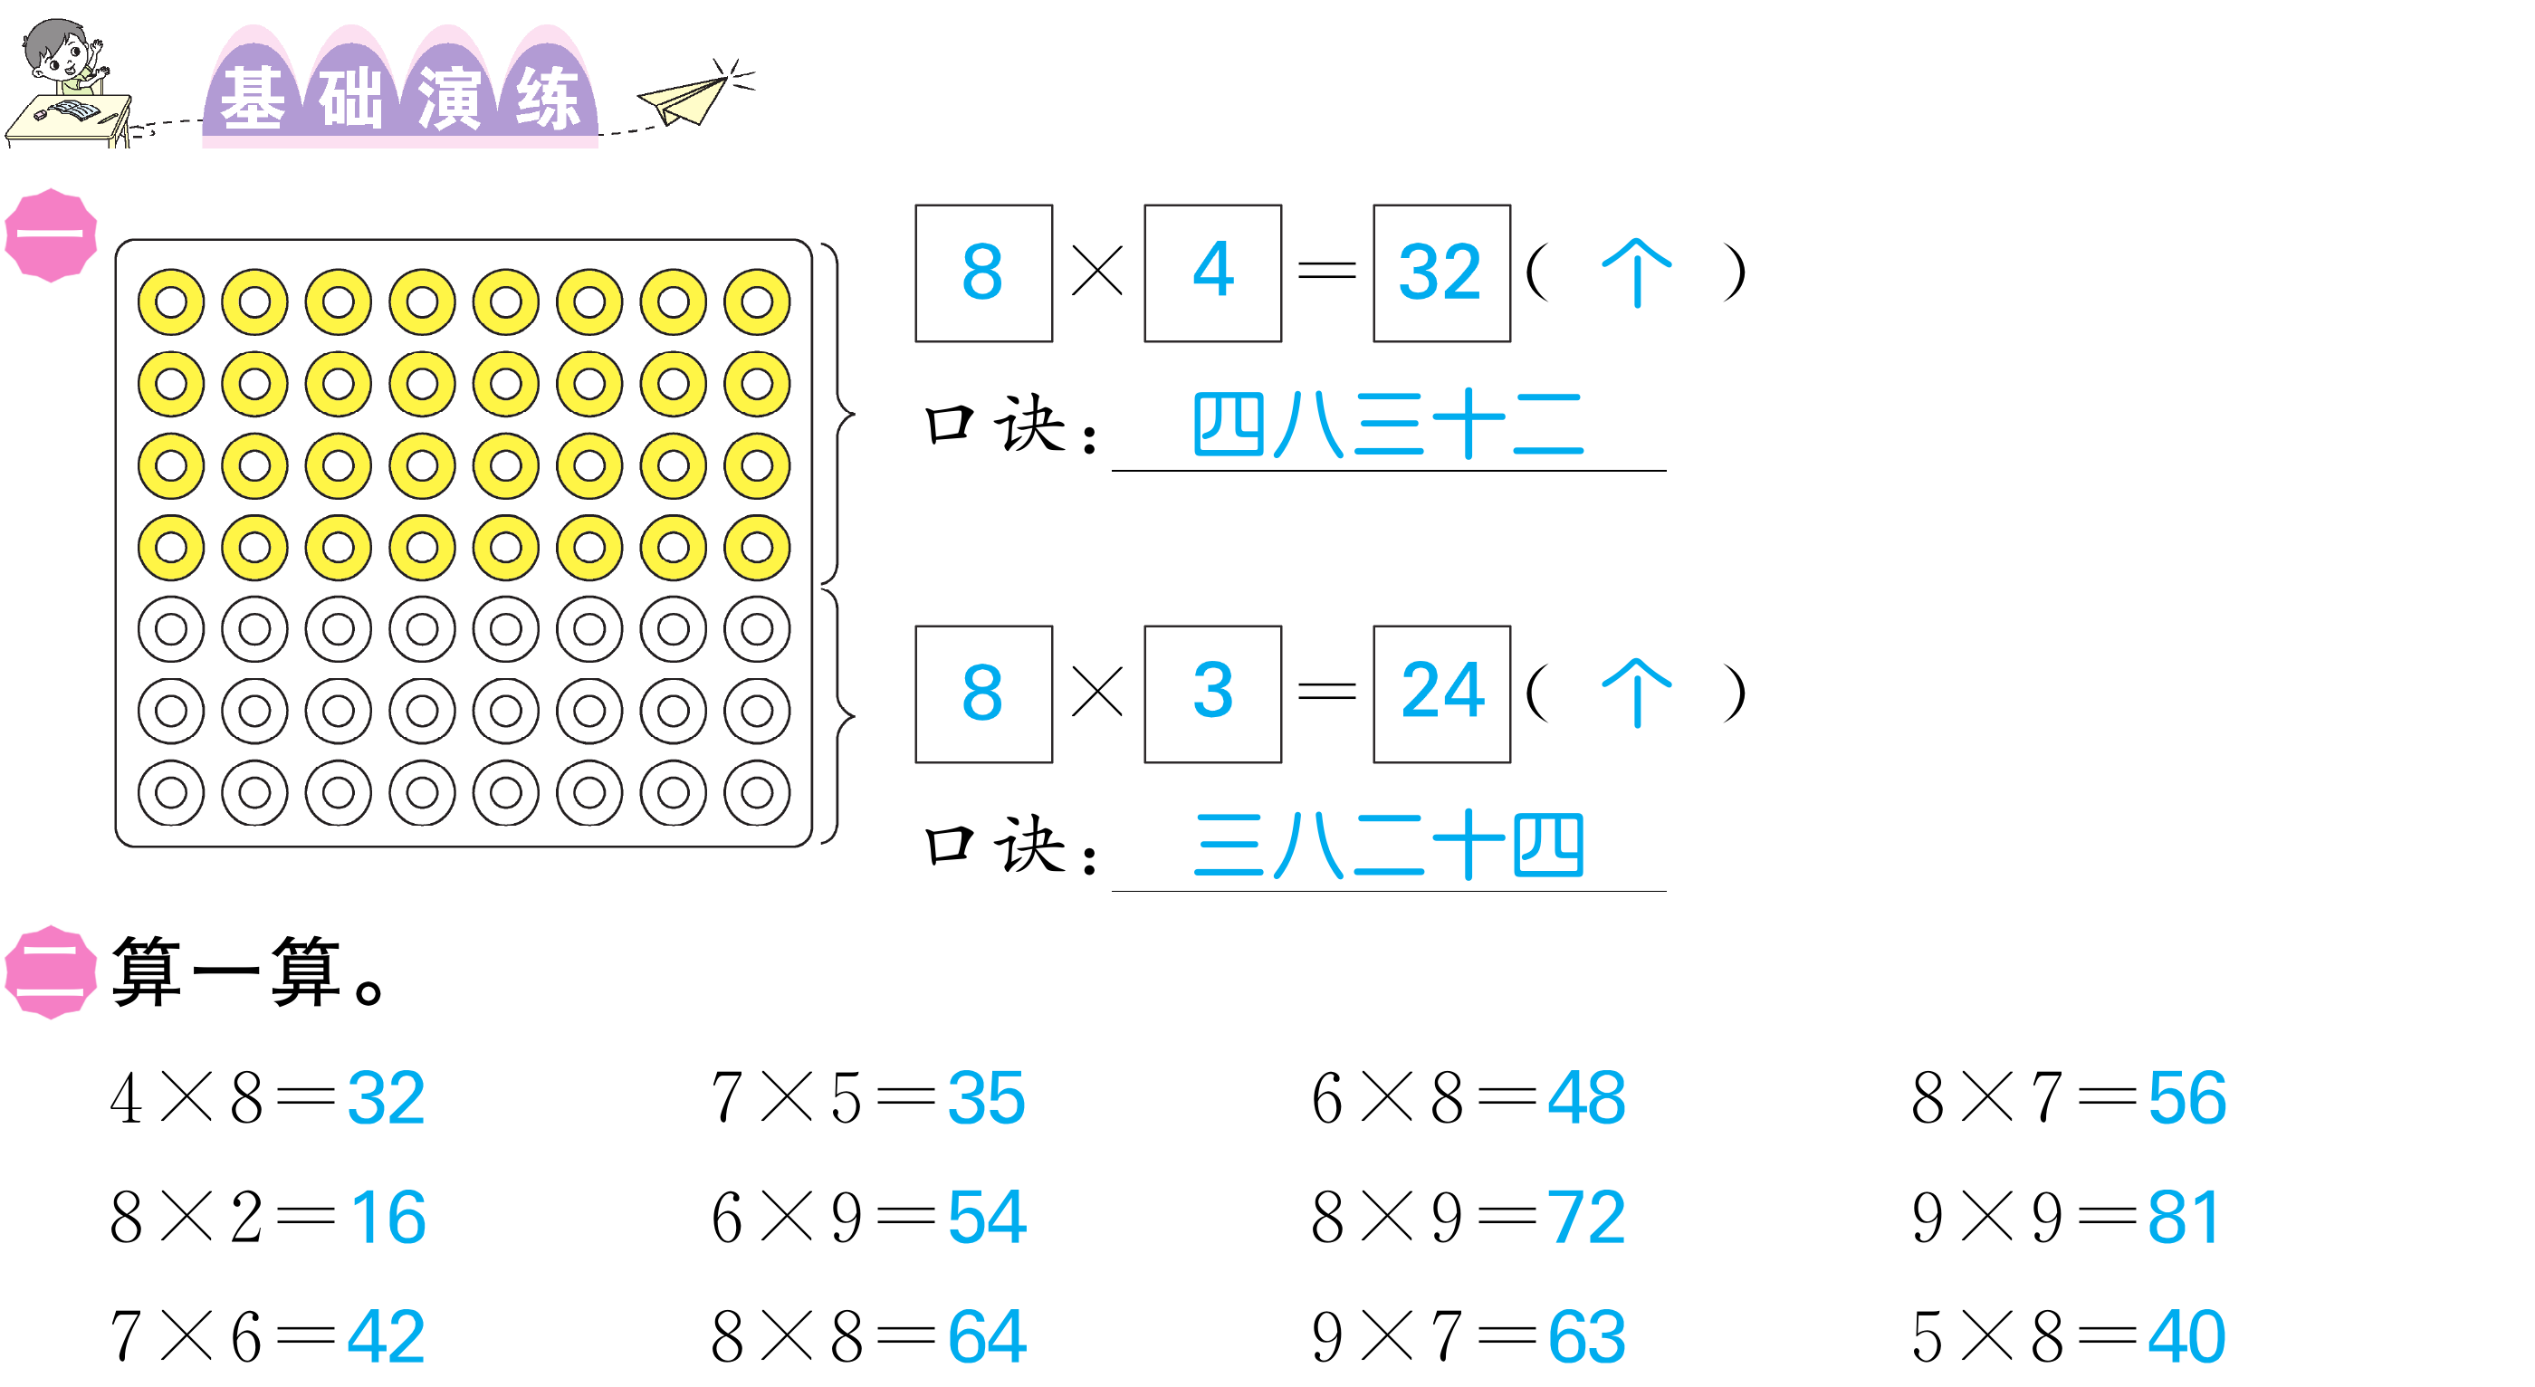 基础演练
一
8×4=32(个)
口诀：四八三十二
8×3=24(个)
口诀：三八二十四
二 算一算。
4×8=32 7×5=35 6×8=48 8×7=56
8×2=16 6×9=54 8×9=72 9×9=81
7×6=42 8×8=64 9×7=63 5×8=40